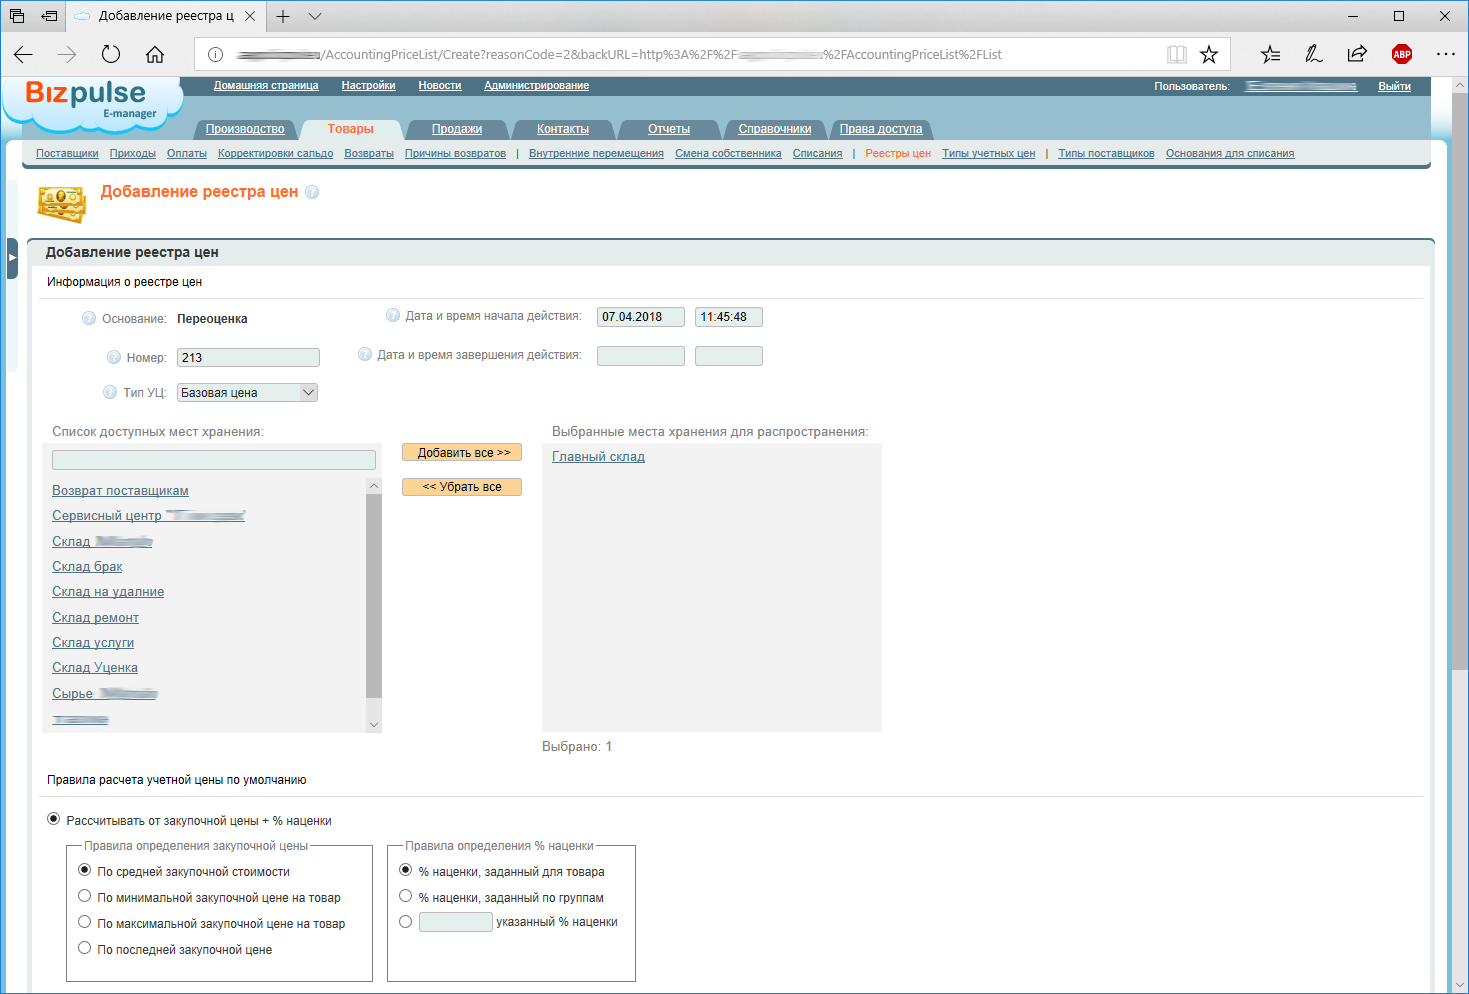 Добавление реестра ц
/AccountingPriceList/Create?reasonCode=2&backURL=http%3A%2F%2F %2FAccountingPriceList%2FList
ABP
Bizpulse
E-manager
Домашняя страница Настройки Новости Администрирование Пользователь: Выйти
Производство Товары Продажи Контакты Отчеты Справочники Права доступа
Поставщики Приходы Оплаты Корректировки сальдо Возвраты Причины возвратов | Внутренние перемещения Смена собственника Списания | Реестры цен Типы учетных цен | Типы поставщиков Основания для списания
Добавление реестра цен ?
Добавление реестра цен
Информация о реестре цен
? Основание: Переоценка ? Дата и время начала действия: 07.04.2018 11:45:48
? Номер: 213 ? Дата и время завершения действия:
? Тип УЦ: Базовая цена
Список доступных мест хранения: Выбранные места хранения для распространения:
Добавить все >> Главный склад
<< Убрать все
Возврат поставщикам
Сервисный центр
Склад
Склад брак
Склад на удалние
Склад ремонт
Склад услуги
Склад Уценка
Сырье
Выбрано: 1
Правила расчета учетной цены по умолчанию
Рассчитывать от закупочной цены + % наценки
Правила определения закупочной цены Правила определения % наценки
По средней закупочной стоимости % наценки, заданный для товара
По минимальной закупочной цене на товар % наценки, заданный по группам
По максимальной закупочной цене на товар указанный % наценки
По последней закупочной цене